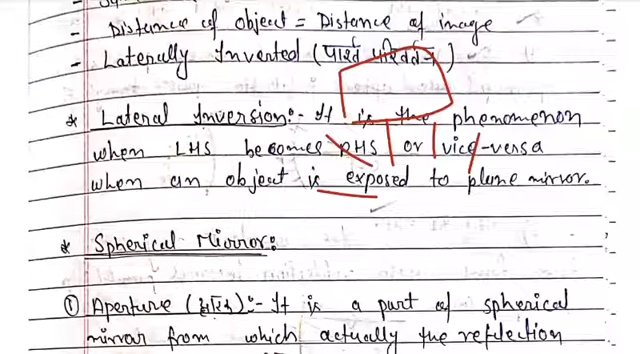 - Distance of object = Distance of image
- Laterally Inverted (पार्श्व परिवर्तन)
* Lateral Inversion:- It is the phenomenon
when LHS becomes RHS or vice-versa
when an object is exposed to plane mirror.
* Spherical Mirror:
① Aperture ( ):- It is a part of spherical
mirror from which actually the reflection